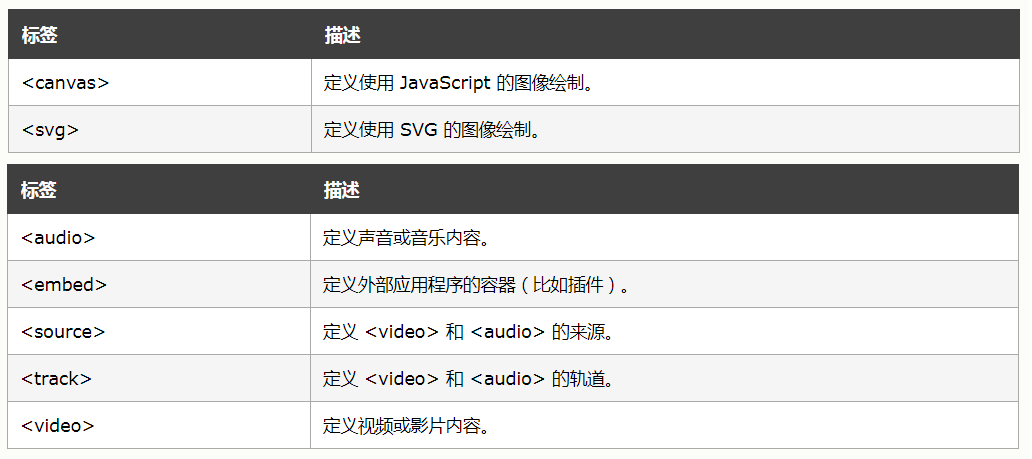 标签 描述
<canvas> 定义使用 JavaScript 的图像绘制。
<svg> 定义使用 SVG 的图像绘制。
标签 描述
<audio> 定义声音或音乐内容。
<embed> 定义外部应用程序的容器（比如插件）。
<source> 定义 <video> 和 <audio> 的来源。
<track> 定义 <video> 和 <audio> 的轨道。
<video> 定义视频或影片内容。